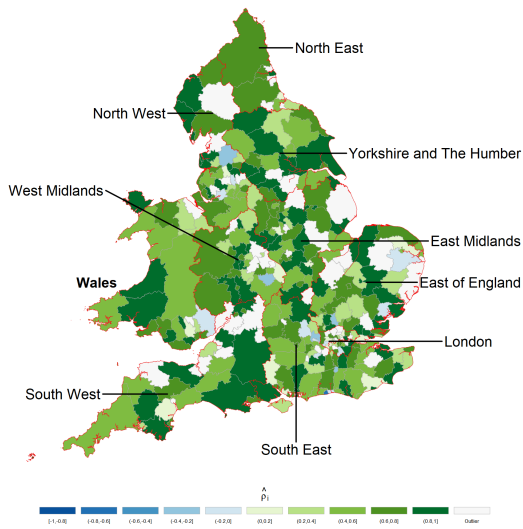 North East
North West
Yorkshire and The Humber
West Midlands
East Midlands
Wales
East of England
London
South West
South East
ρ̂i
[-1,-0.8] (-0.8,-0.6] (-0.6,-0.4] (-0.4,-0.2] (-0.2,0] (0,0.2] (0.2,0.4] (0.4,0.6] (0.6,0.8] (0.8,1] Outlier